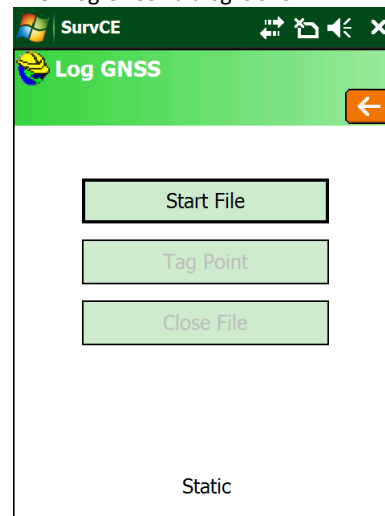 SurvCE
Log GNSS
Start File
Tag Point
Close File
Static